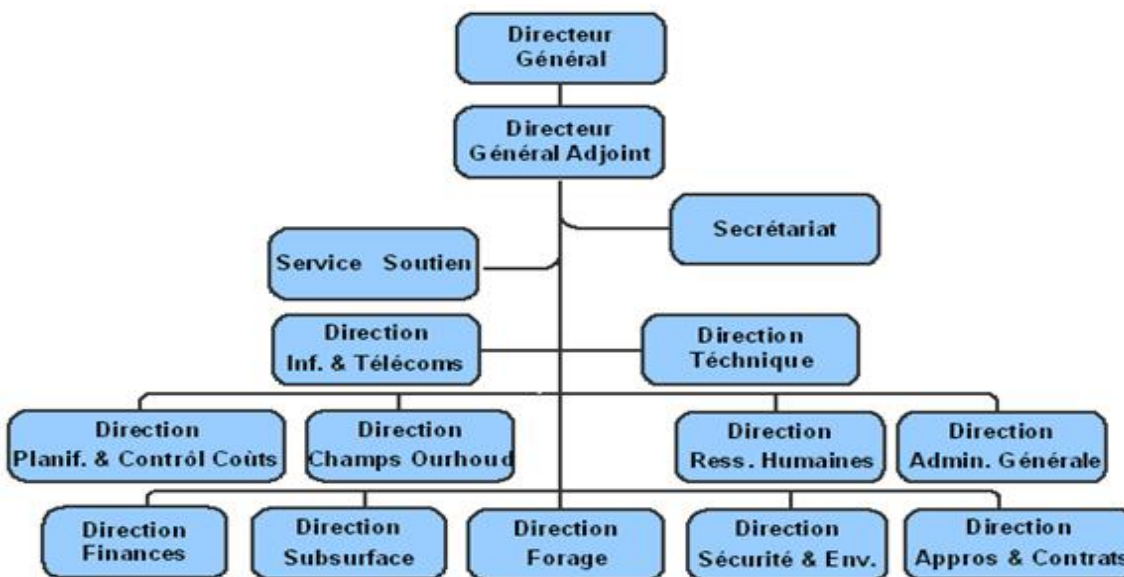 Directeur
Général
Directeur
Général Adjoint
Secrétariat
Service Soutien
Direction
Inf. & Télécoms
Direction
Téchnique
Direction
Planif. & Contrôl Coùts
Direction
Champs Ourhoud
Direction
Ress. Humaines
Direction
Admin. Générale
Direction
Finances
Direction
Subsurface
Direction
Forage
Direction
Sécurité & Env.
Direction
Appros & Contrats